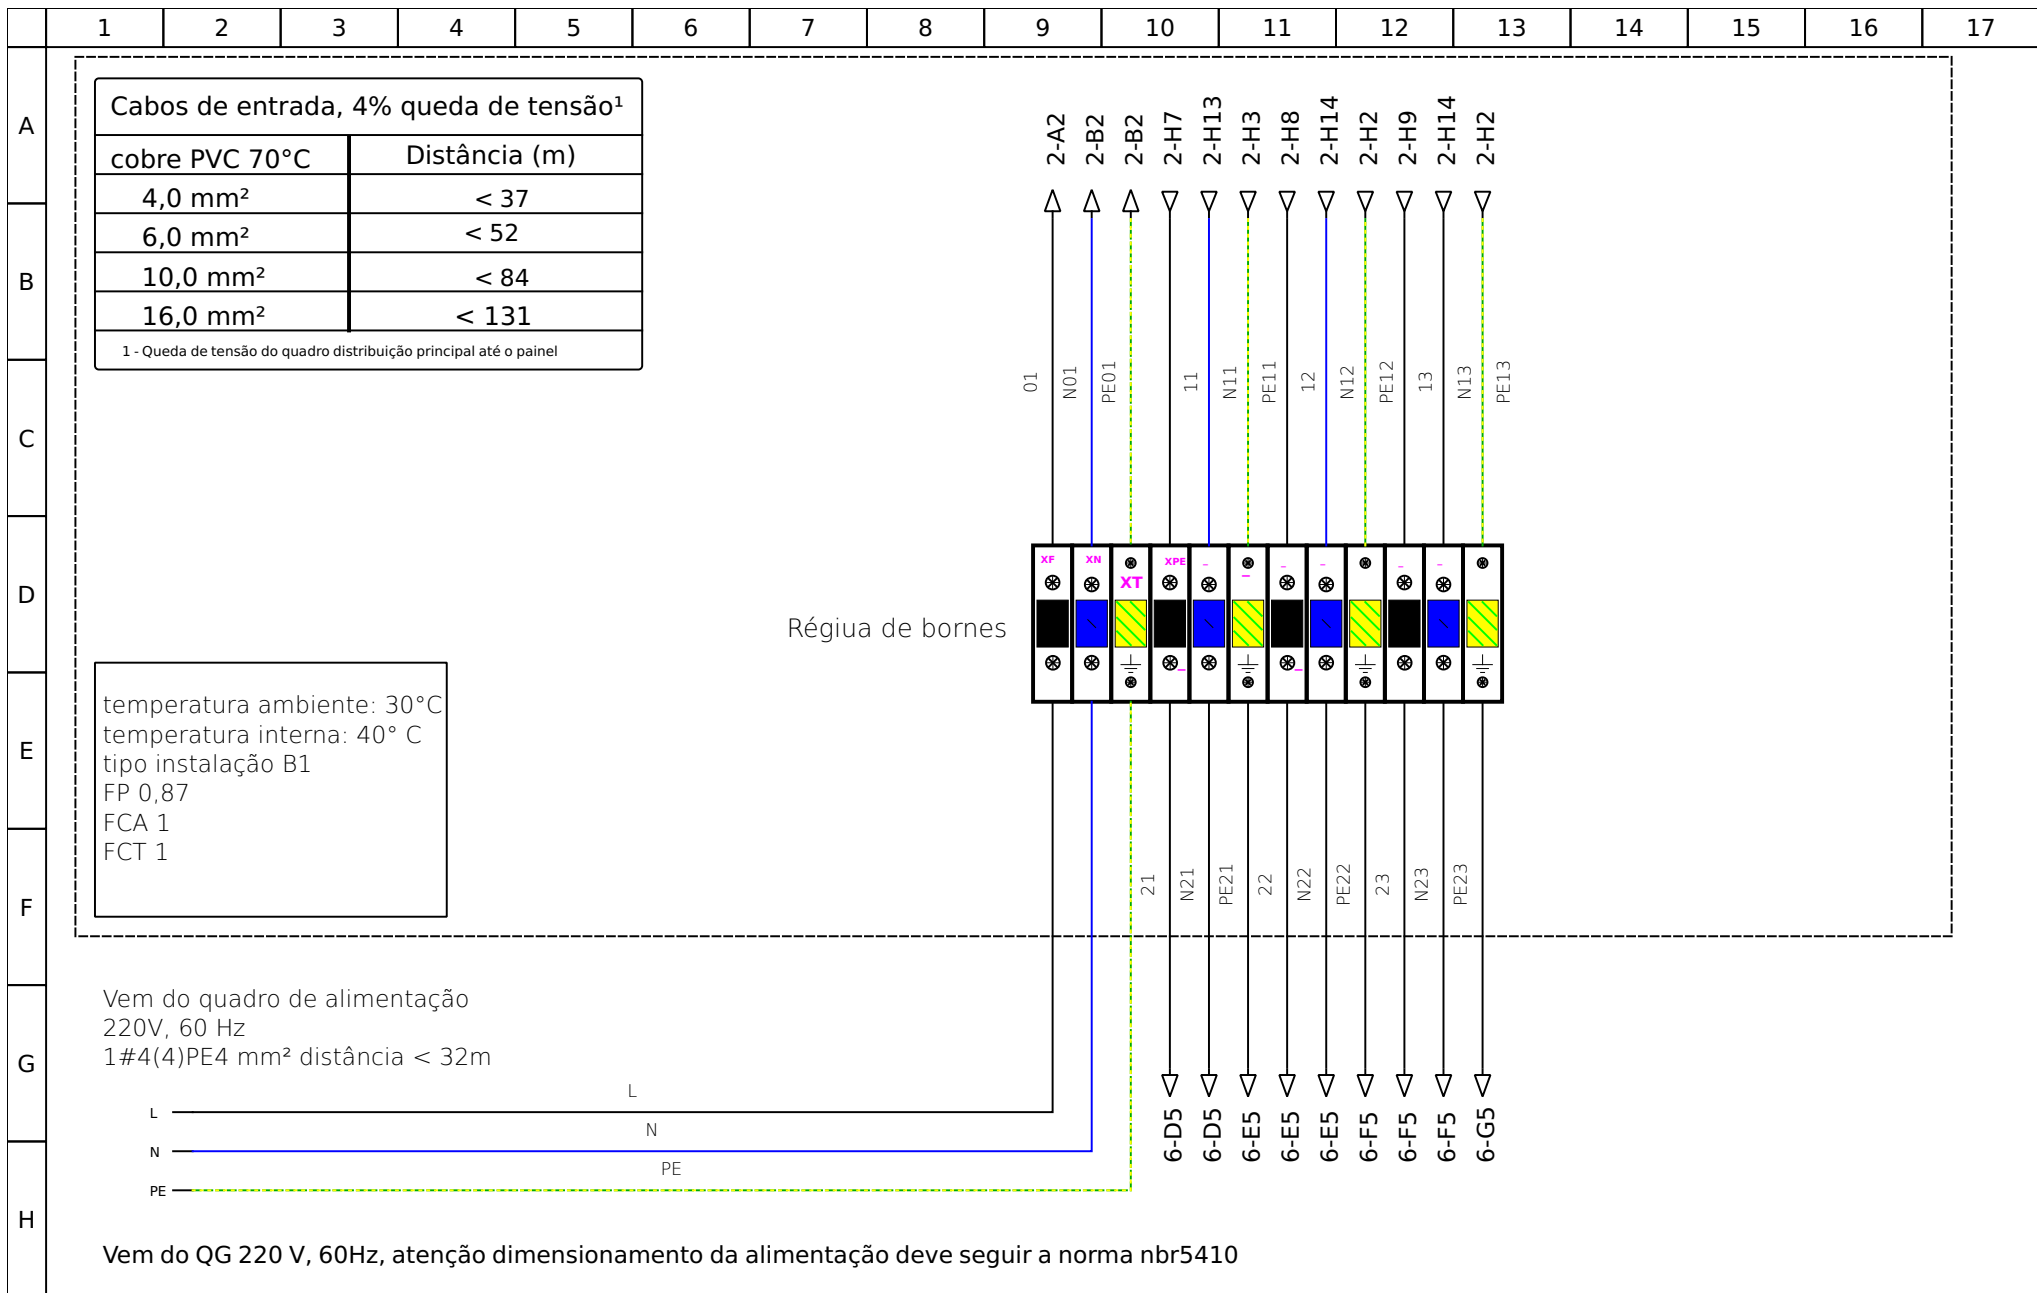 1 2 3 4 5 6 7 8 9 10 11 12 13 14 15 16 17
A
B
C
D
E
F
G
H
Cabos de entrada, 4% queda de tensão¹
cobre PVC 70°C Distância (m)
4,0 mm² < 37
6,0 mm² < 52
10,0 mm² < 84
16,0 mm² < 131
1 - Queda de tensão do quadro distribuição principal até o painel
2-A2 2-B2 2-B2 2-H7 2-H13 2-H3 2-H8 2-H14 2-H2 2-H9 2-H14 2-H2
01 N01 PE01 11 N11 PE11 12 N12 PE12 13 N13 PE13
XF XN XPE
XT
Régiua de bornes
temperatura ambiente: 30°C
temperatura interna: 40° C
tipo instalação B1
FP 0,87
FCA 1
FCT 1
21 N21 PE21 22 N22 PE22 23 N23 PE23
Vem do quadro de alimentação
220V, 60 Hz
1#4(4)PE4 mm² distância < 32m
L
L
N
N
PE
PE
6-D5 6-D5 6-E5 6-E5 6-E5 6-F5 6-F5 6-F5 6-G5
Vem do QG 220 V, 60Hz, atenção dimensionamento da alimentação deve seguir a norma nbr5410